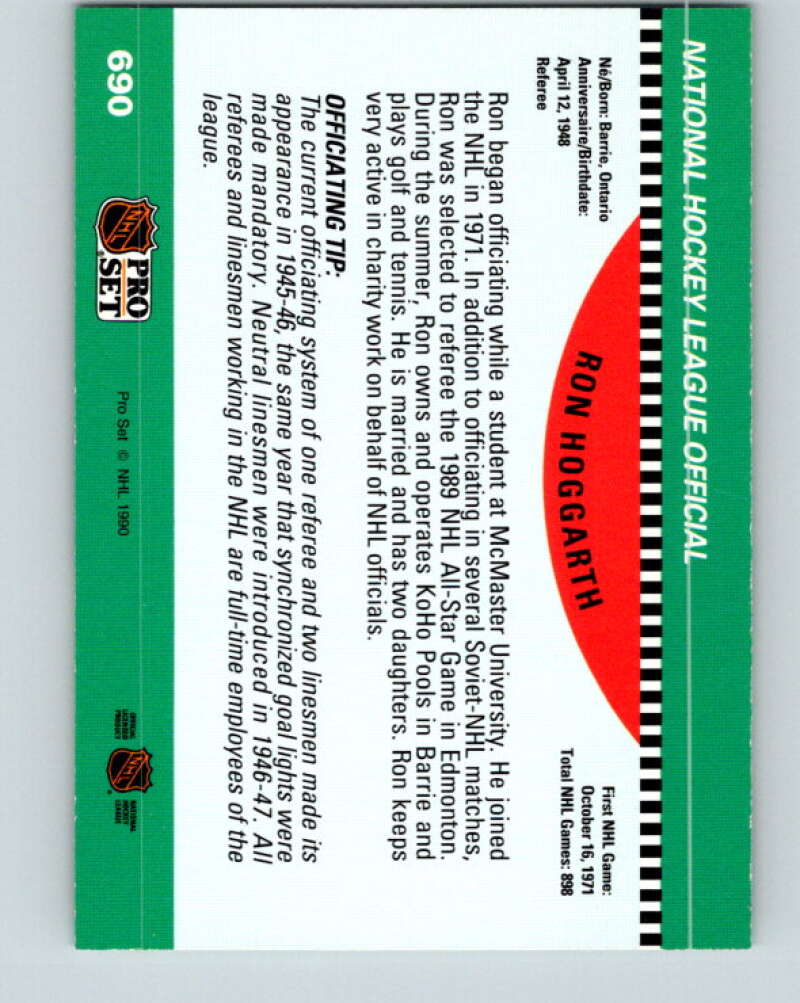 NATIONAL HOCKEY LEAGUE OFFICIAL
Né/Born: Barrie, Ontario
Anniversaire/Birthdate:
April 12, 1948
Referee
RON HOGGARTH
First NHL Game:
October 16, 1971
Total NHL Games: 898
Ron began officiating while a student at McMaster University. He joined
the NHL in 1971. In addition to officiating in several Soviet-NHL matches,
Ron was selected to referee the 1989 NHL All-Star Game in Edmonton.
During the summer, Ron owns and operates KoHo Pools in Barrie and
plays golf and tennis. He is married and has two daughters. Ron keeps
very active in charity work on behalf of NHL officials.
OFFICIATING TIP:
The current officiating system of one referee and two linesmen made its
appearance in 1945-46, the same year that synchronized goal lights were
made mandatory. Neutral linesmen were introduced in 1946-47. All
referees and linesmen working in the NHL are full-time employees of the
league.
690
NHL
PRO
SET
Pro Set © NHL 1990
OFFICIAL
LICENSED
PRODUCT
NHL
NATIONAL
HOCKEY
LEAGUE